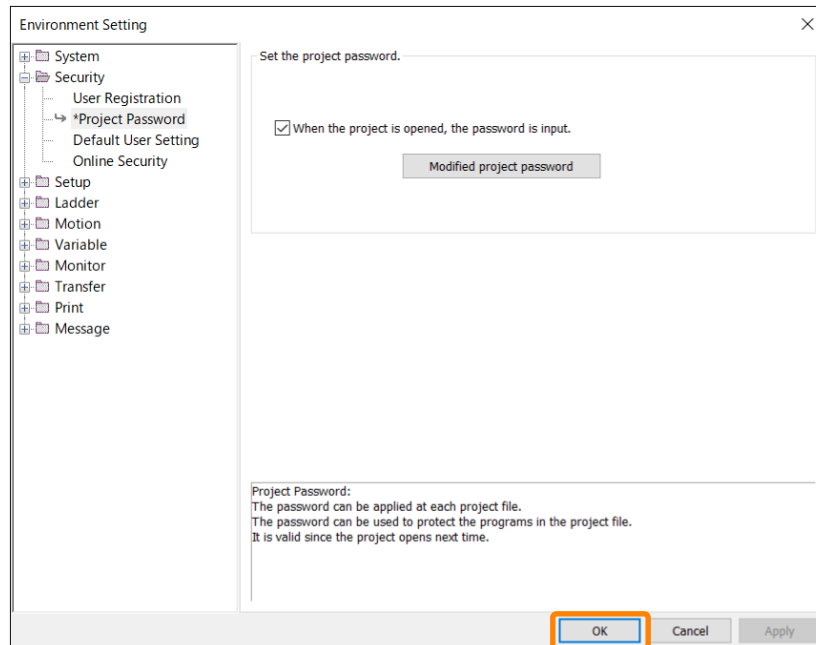 Environment Setting
System
Security
User Registration
*Project Password
Default User Setting
Online Security
Setup
Ladder
Motion
Variable
Monitor
Transfer
Print
Message
Set the project password.
When the project is opened, the password is input.
Modified project password
Project Password:
The password can be applied at each project file.
The password can be used to protect the programs in the project file.
It is valid since the project opens next time.
OK Cancel Apply